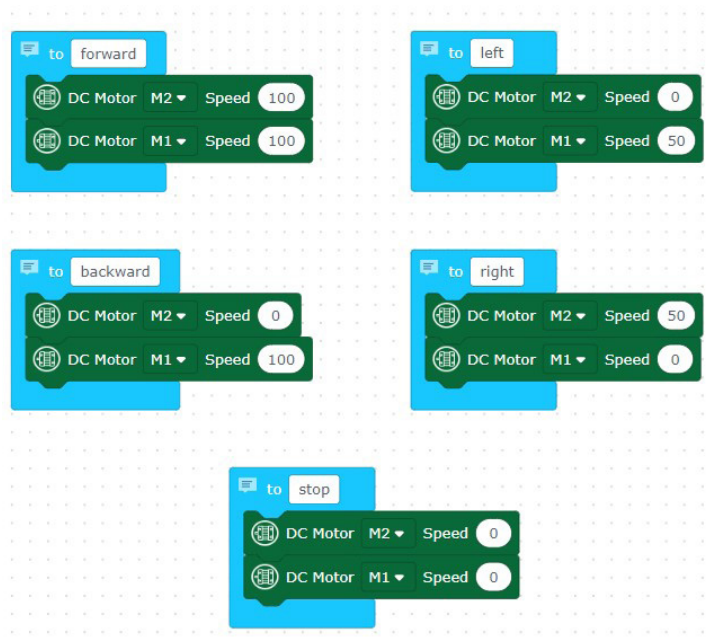 to forward
DC Motor M2 Speed 100
DC Motor M1 Speed 100
to left
DC Motor M2 Speed 0
DC Motor M1 Speed 50
to backward
DC Motor M2 Speed 0
DC Motor M1 Speed 100
to right
DC Motor M2 Speed 50
DC Motor M1 Speed 0
to stop
DC Motor M2 Speed 0
DC Motor M1 Speed 0